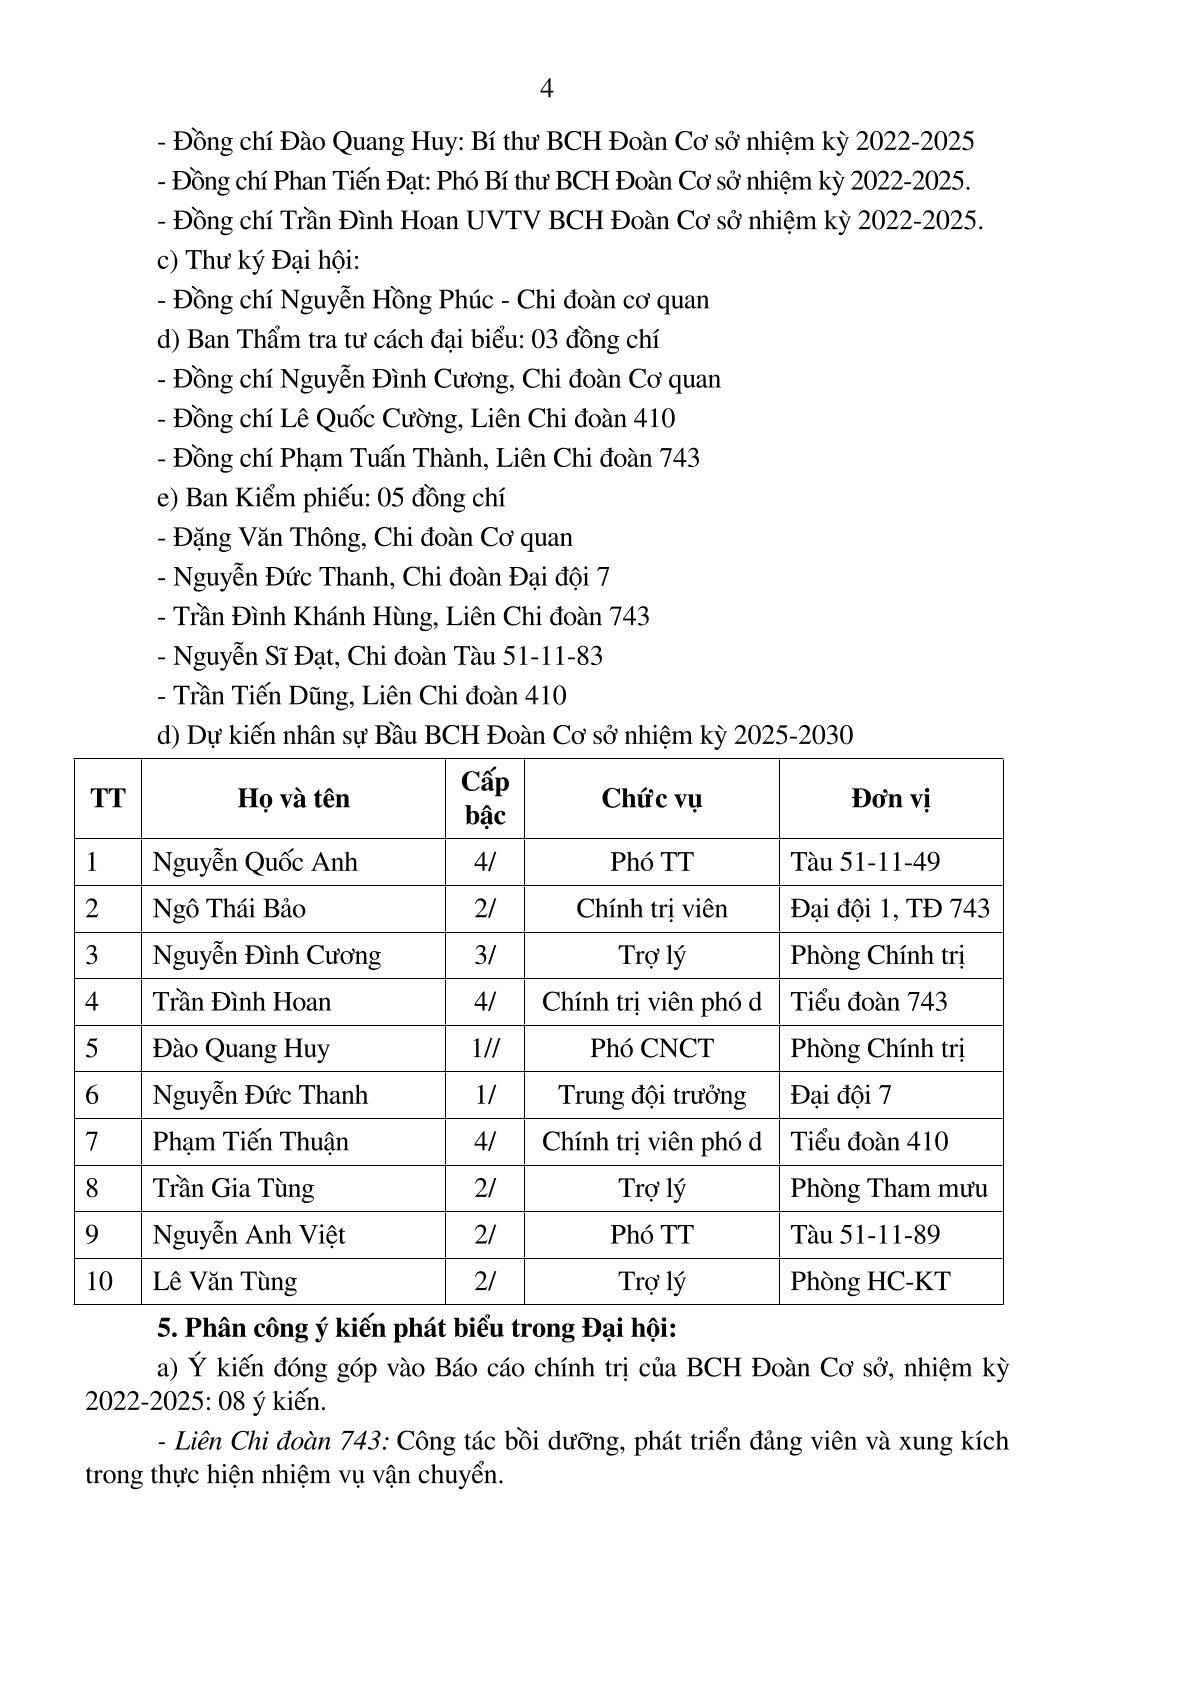 4
- Đồng chí Đào Quang Huy: Bí thư BCH Đoàn Cơ sở nhiệm kỳ 2022-2025
- Đồng chí Phan Tiến Đạt: Phó Bí thư BCH Đoàn Cơ sở nhiệm kỳ 2022-2025.
- Đồng chí Trần Đình Hoan UVTV BCH Đoàn Cơ sở nhiệm kỳ 2022-2025.
c) Thư ký Đại hội:
- Đồng chí Nguyễn Hồng Phúc - Chi đoàn cơ quan
d) Ban Thẩm tra tư cách đại biểu: 03 đồng chí
- Đồng chí Nguyễn Đình Cương, Chi đoàn Cơ quan
- Đồng chí Lê Quốc Cường, Liên Chi đoàn 410
- Đồng chí Phạm Tuấn Thành, Liên Chi đoàn 743
e) Ban Kiểm phiếu: 05 đồng chí
- Đặng Văn Thông, Chi đoàn Cơ quan
- Nguyễn Đức Thanh, Chi đoàn Đại đội 7
- Trần Đình Khánh Hùng, Liên Chi đoàn 743
- Nguyễn Sĩ Đạt, Chi đoàn Tàu 51-11-83
- Trần Tiến Dũng, Liên Chi đoàn 410
d) Dự kiến nhân sự Bầu BCH Đoàn Cơ sở nhiệm kỳ 2025-2030
TT Họ và tên Cấp bậc Chức vụ Đơn vị
1 Nguyễn Quốc Anh 4/ Phó TT Tàu 51-11-49
2 Ngô Thái Bảo 2/ Chính trị viên Đại đội 1, TĐ 743
3 Nguyễn Đình Cương 3/ Trợ lý Phòng Chính trị
4 Trần Đình Hoan 4/ Chính trị viên phó d Tiểu đoàn 743
5 Đào Quang Huy 1// Phó CNCT Phòng Chính trị
6 Nguyễn Đức Thanh 1/ Trung đội trưởng Đại đội 7
7 Phạm Tiến Thuận 4/ Chính trị viên phó d Tiểu đoàn 410
8 Trần Gia Tùng 2/ Trợ lý Phòng Tham mưu
9 Nguyễn Anh Việt 2/ Phó TT Tàu 51-11-89
10 Lê Văn Tùng 2/ Trợ lý Phòng HC-KT
5. Phân công ý kiến phát biểu trong Đại hội:
a) Ý kiến đóng góp vào Báo cáo chính trị của BCH Đoàn Cơ sở, nhiệm kỳ
2022-2025: 08 ý kiến.
- Liên Chi đoàn 743: Công tác bồi dưỡng, phát triển đảng viên và xung kích
trong thực hiện nhiệm vụ vận chuyển.